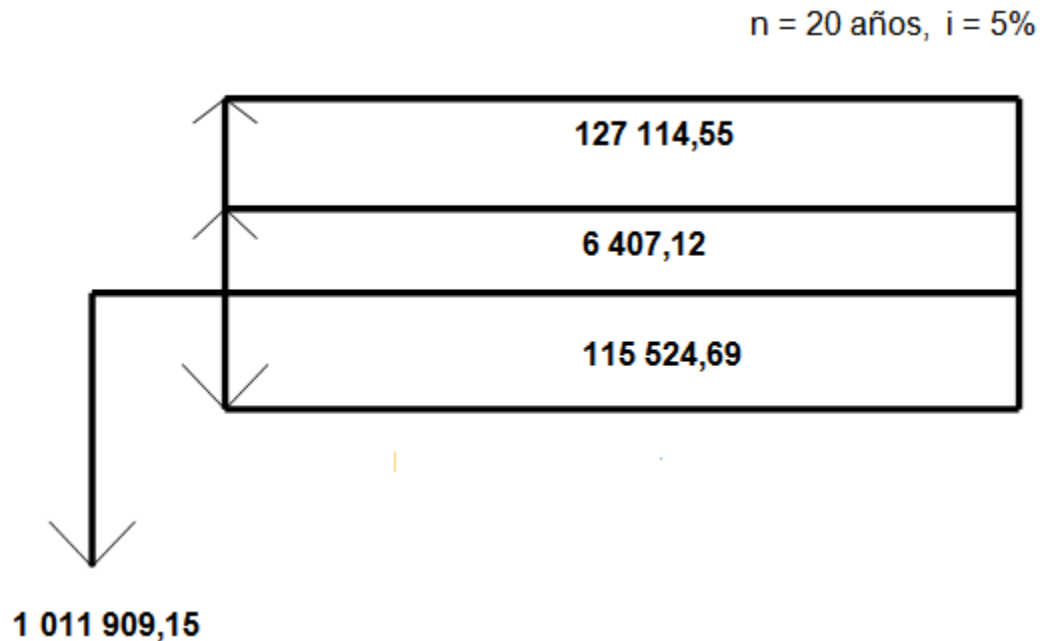 n = 20 años, i = 5%
127 114,55
6 407,12
115 524,69
1 011 909,15